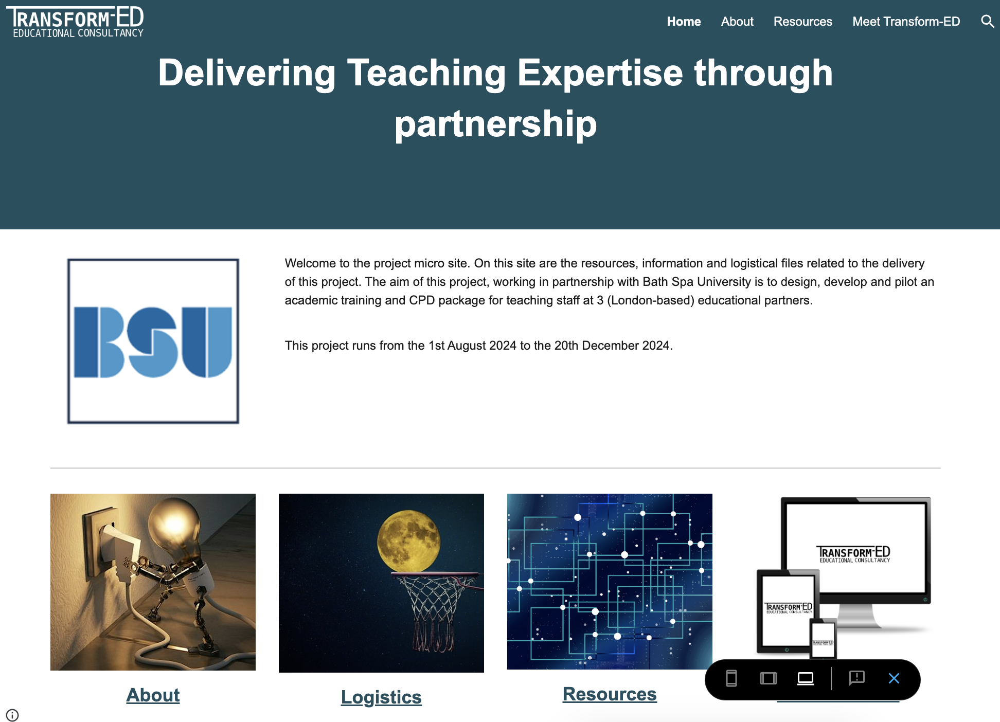 TRANSFORM-ED
EDUCATIONAL CONSULTANCY
Home About Resources Meet Transform-ED
Delivering Teaching Expertise through
partnership
BSU
Welcome to the project micro site. On this site are the resources, information and logistical files related to the delivery
of this project. The aim of this project, working in partnership with Bath Spa University is to design, develop and pilot an
academic training and CPD package for teaching staff at 3 (London-based) educational partners.
This project runs from the 1st August 2024 to the 20th December 2024.
TRANSFORM-ED
EDUCATIONAL CONSULTANCY
TRANSFORM-ED
EDUCATIONAL CONSULTANCY
TRANSFORM-ED
EDUCATIONAL CONSULTANCY
About
Logistics
Resources